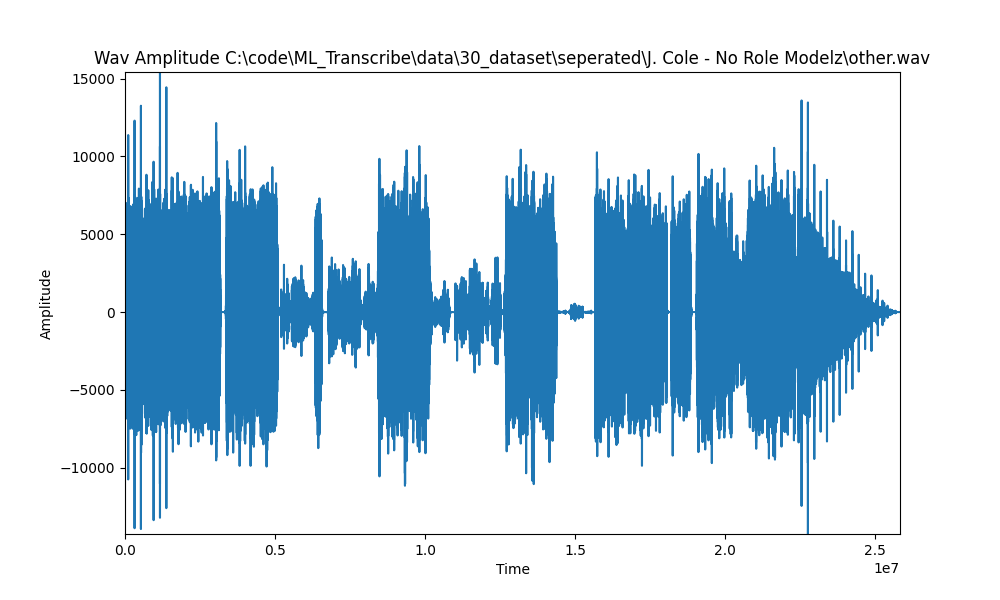 Wav Amplitude C:\code\ML_Transcribe\data\30_dataset\seperated\J. Cole - No Role Modelz\other.wav
15000
10000
5000
0
−5000
−10000
Amplitude
0.0 0.5 1.0 1.5 2.0 2.5
1e7
Time